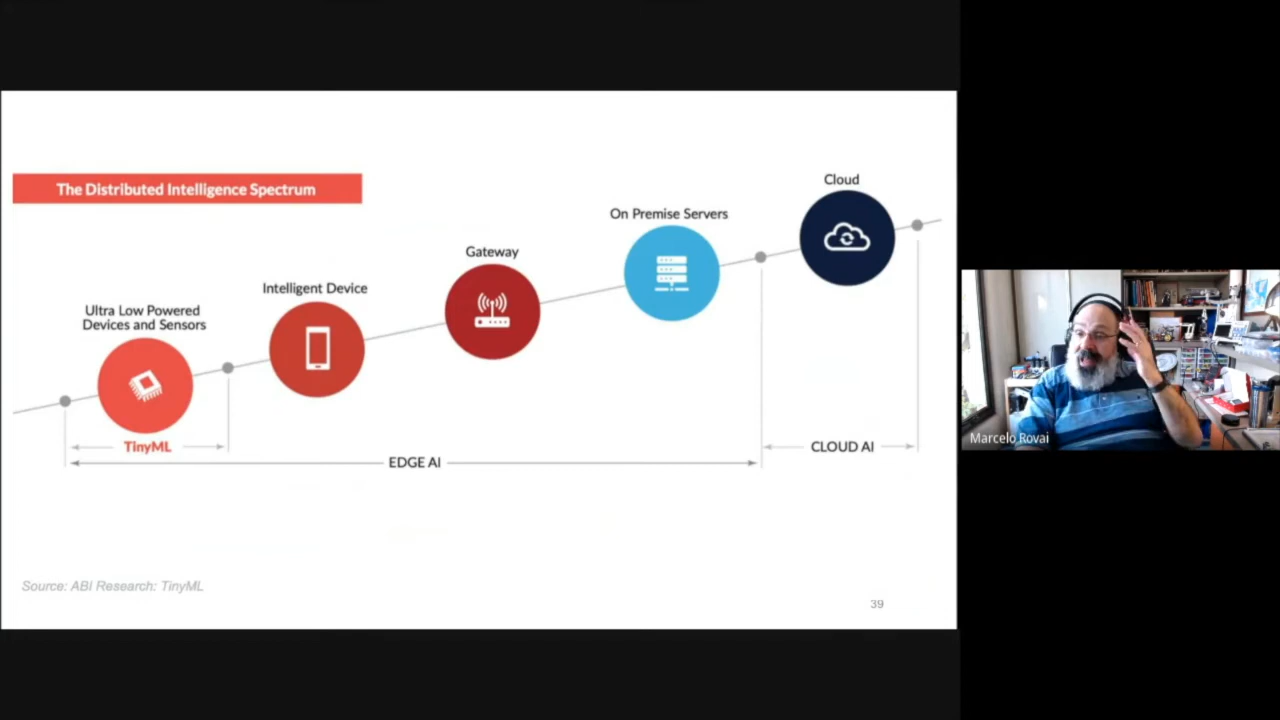 The Distributed Intelligence Spectrum
Cloud
On Premise Servers
Gateway
Intelligent Device
Ultra Low Powered
Devices and Sensors
TinyML
EDGE AI
CLOUD AI
Source: ABI Research: TinyML
39
Marcelo Rovai